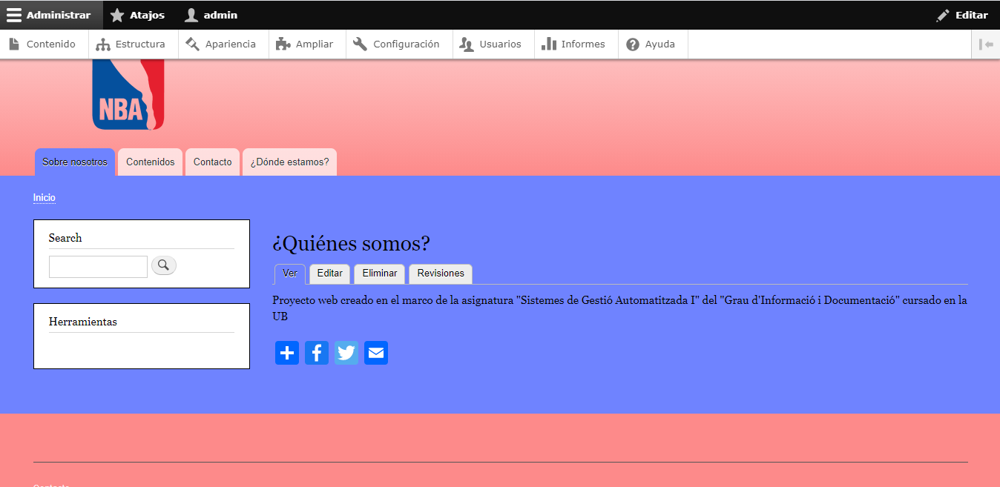 Administrar Atajos admin Editar
Contenido Estructura Apariencia Ampliar Configuración Usuarios Informes Ayuda
NBA
Sobre nosotros Contenidos Contacto ¿Dónde estamos?
Inicio
Search
¿Quiénes somos?
Ver Editar Eliminar Revisiones
Proyecto web creado en el marco de la asignatura "Sistemes de Gestió Automatitzada I" del "Grau d'Informació i Documentació" cursado en la
UB
Herramientas